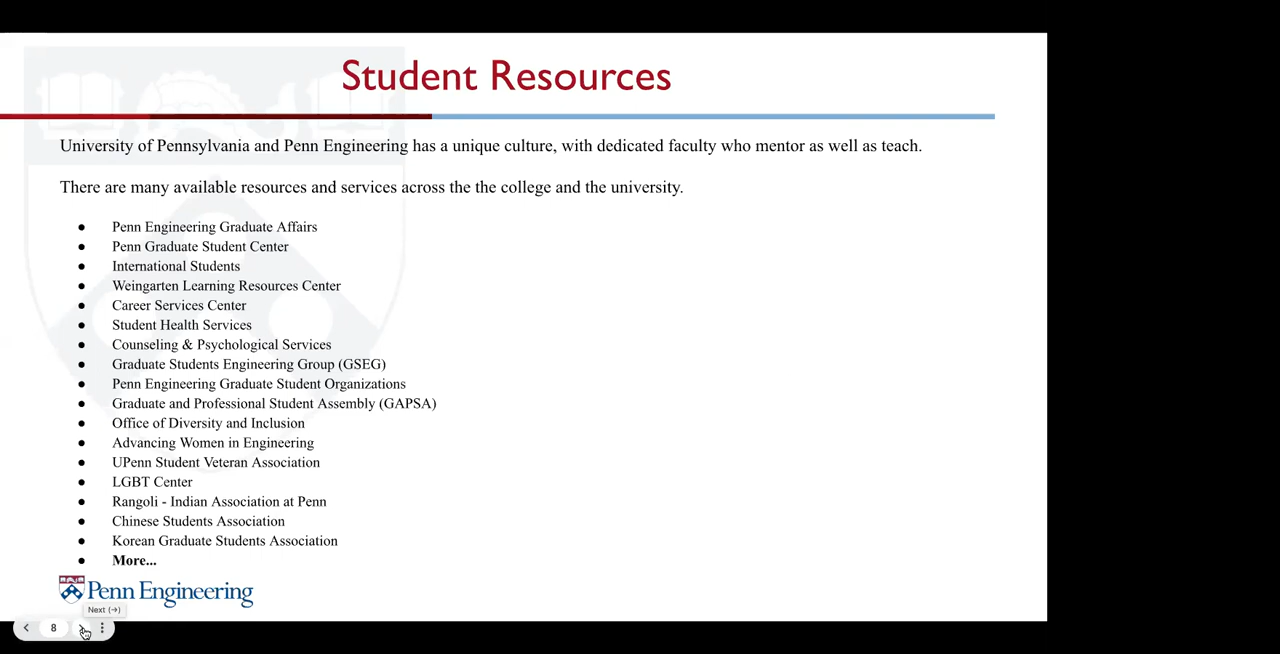 Student Resources
University of Pennsylvania and Penn Engineering has a unique culture, with dedicated faculty who mentor as well as teach.
There are many available resources and services across the the college and the university.
● Penn Engineering Graduate Affairs
● Penn Graduate Student Center
● International Students
● Weingarten Learning Resources Center
● Career Services Center
● Student Health Services
● Counseling & Psychological Services
● Graduate Students Engineering Group (GSEG)
● Penn Engineering Graduate Student Organizations
● Graduate and Professional Student Assembly (GAPSA)
● Office of Diversity and Inclusion
● Advancing Women in Engineering
● UPenn Student Veteran Association
● LGBT Center
● Rangoli - Indian Association at Penn
● Chinese Students Association
● Korean Graduate Students Association
● More...
Penn Engineering
Next (→)
8